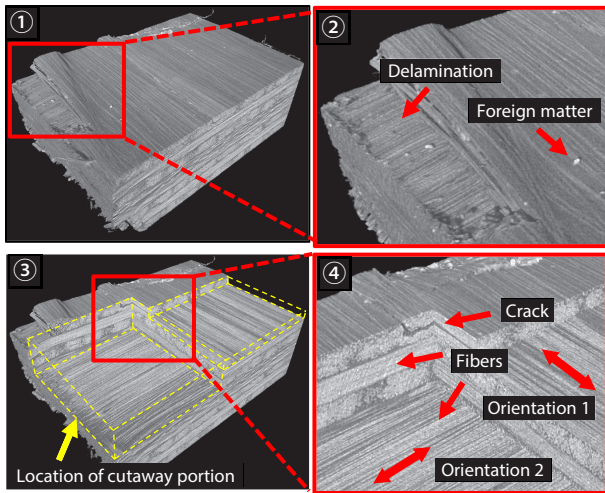 ①
②
Delamination
Foreign matter
③
Location of cutaway portion
④
Crack
Fibers
Orientation 1
Orientation 2